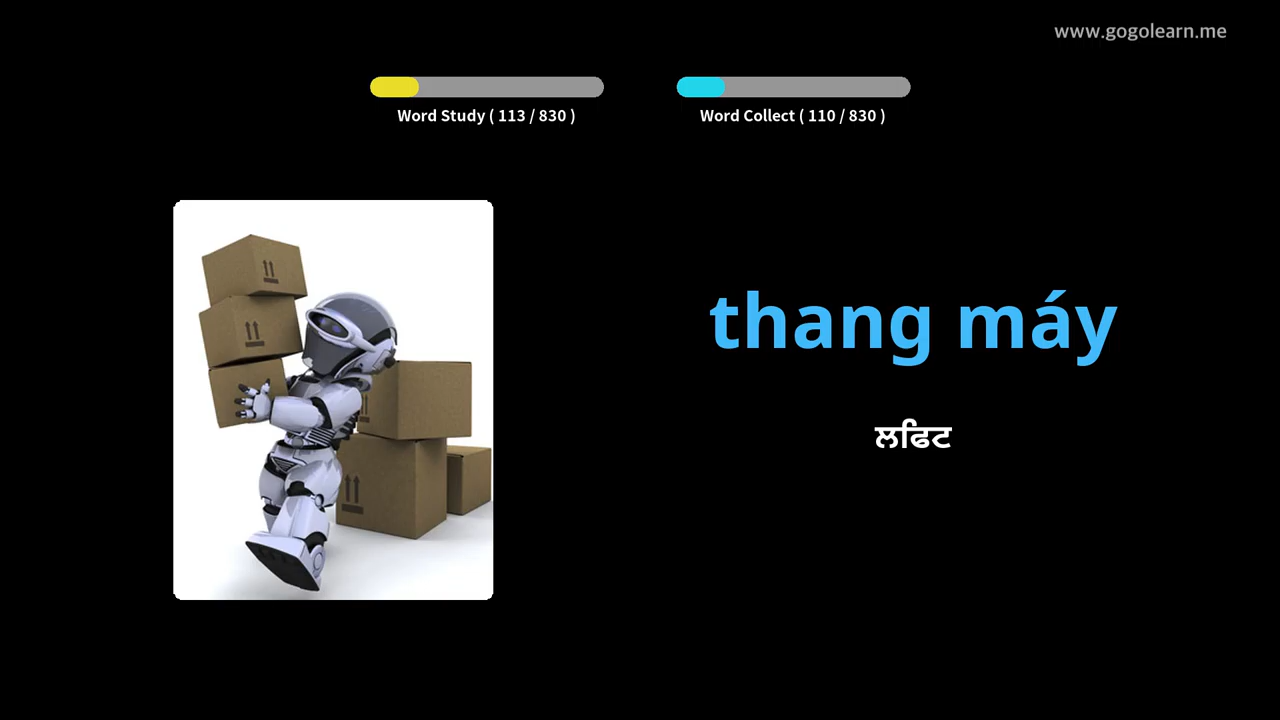 www.gogolearn.me
Word Study ( 113 / 830 )
Word Collect ( 110 / 830 )
thang máy
ਲਫਿਟ